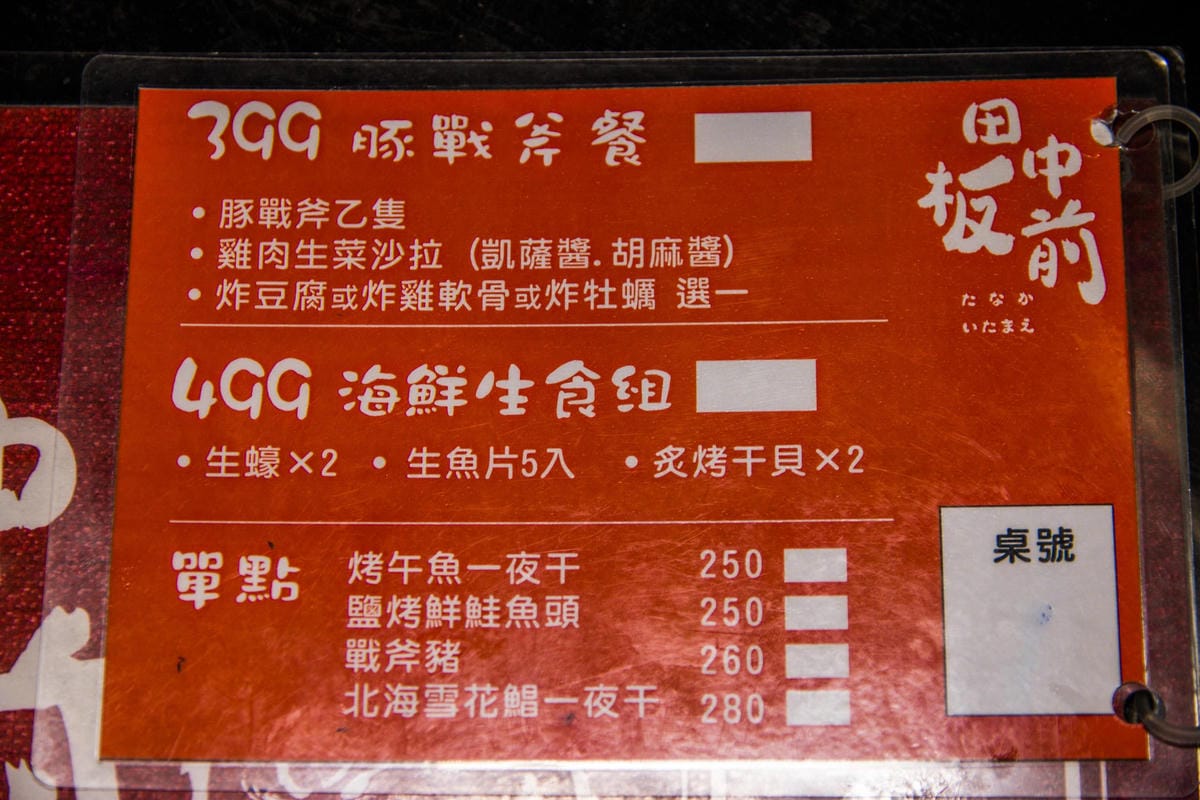 399 豚戰斧餐
• 豚戰斧乙隻
• 雞肉生菜沙拉 (凱薩醬.胡麻醬)
• 炸豆腐或炸雞軟骨或炸牡蠣 選一
499 海鮮生食組
• 生蠔×2 • 生魚片5入 • 炙烤干貝×2
單點
烤午魚一夜干 250
鹽烤鮮鮭魚頭 250
戰斧豬 260
北海雪花鯧一夜干 280
田中
板前
たなか
いたまえ
桌號